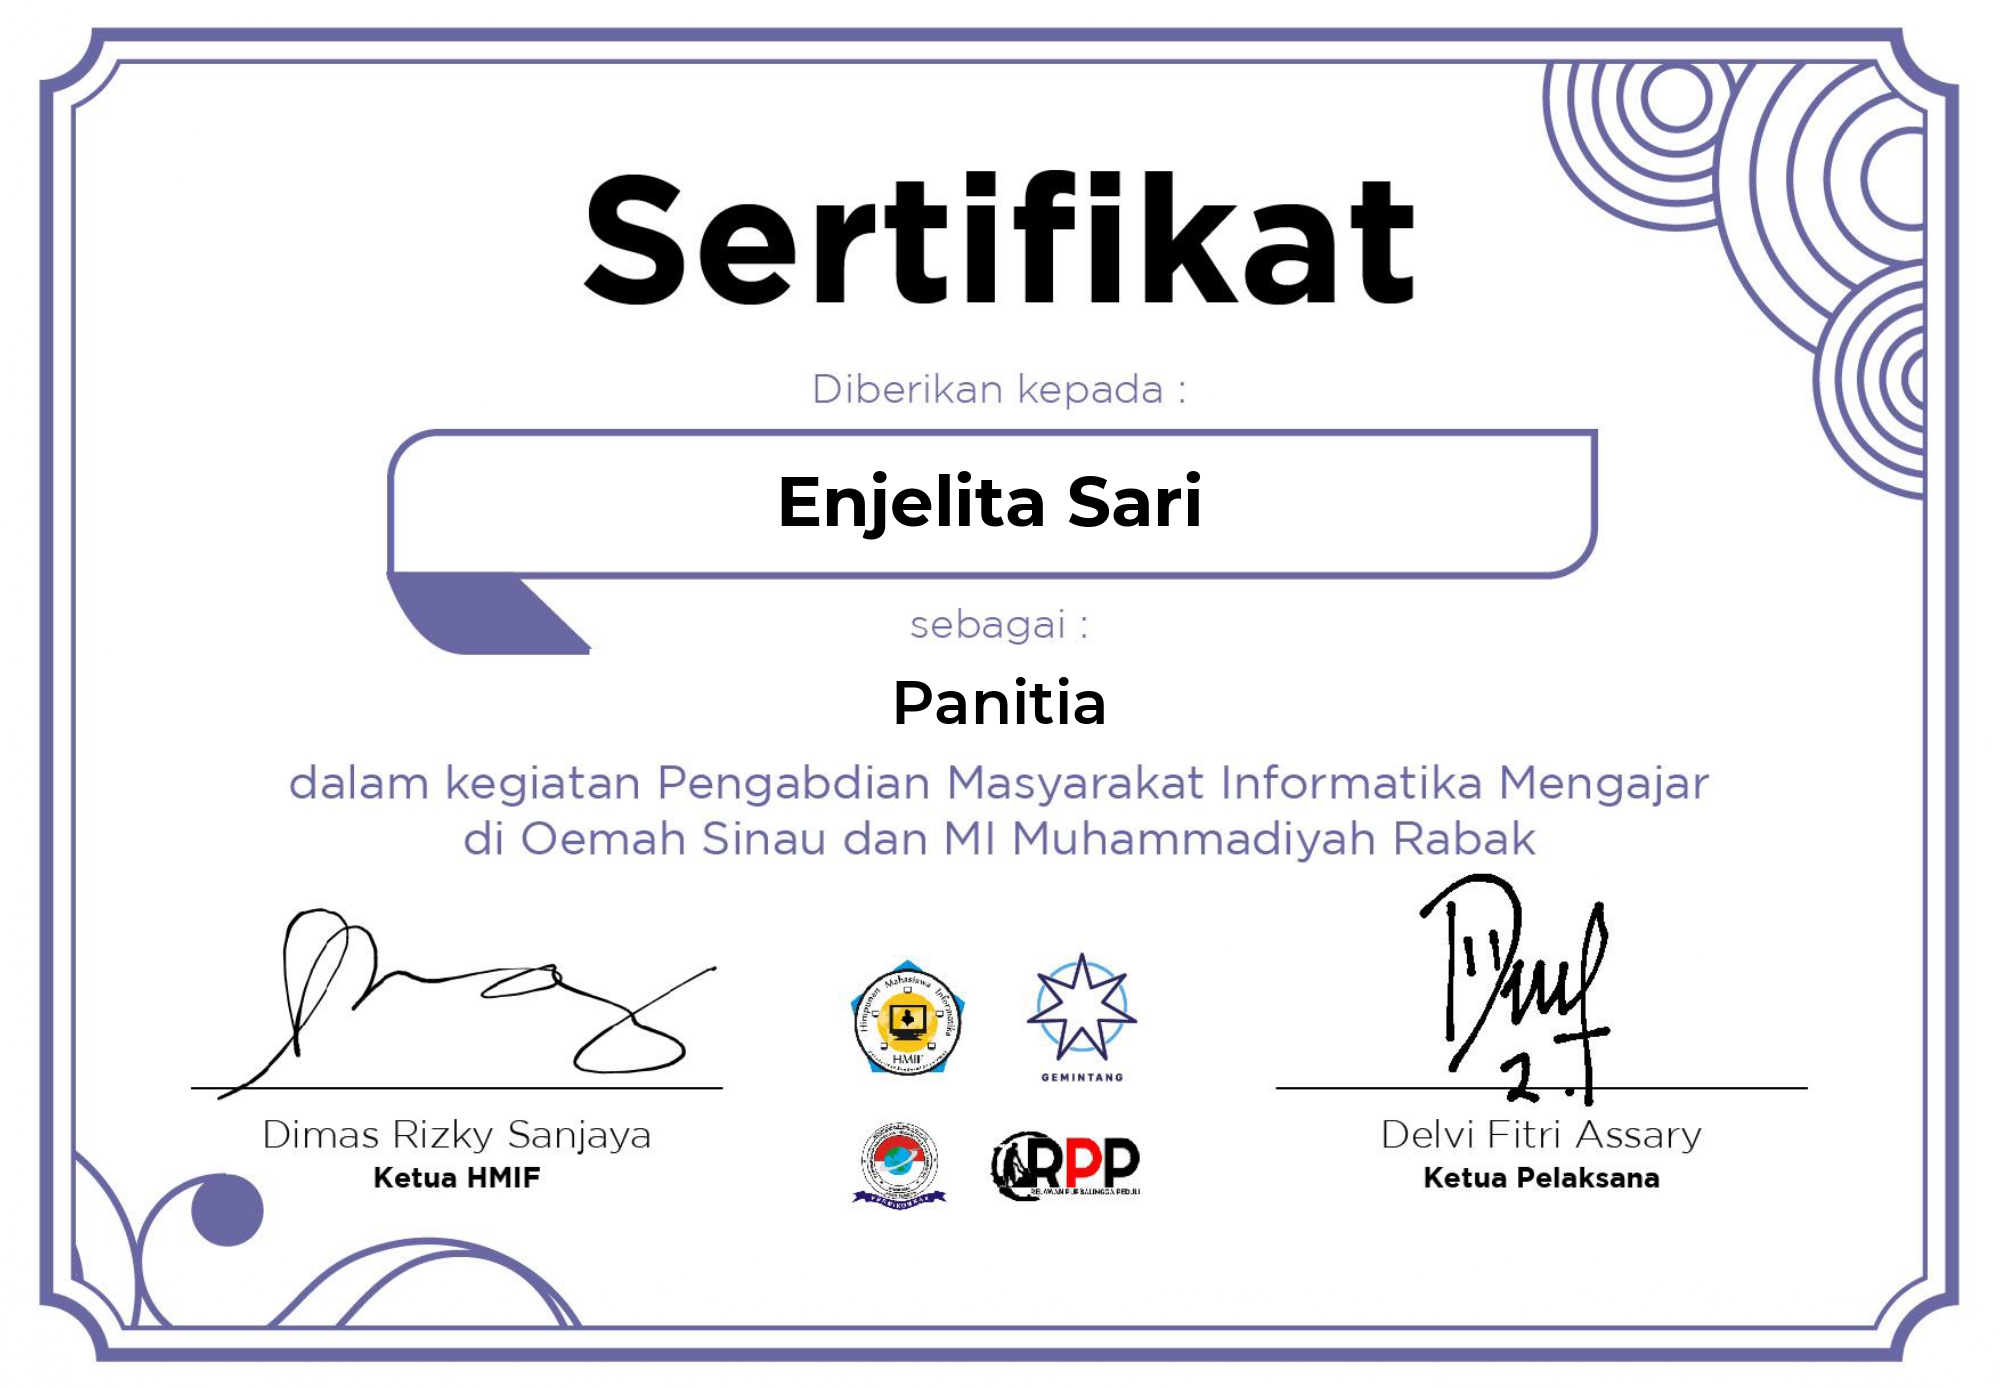 Sertifikat
Diberikan kepada :
Enjelita Sari
sebagai :
Panitia
dalam kegiatan Pengabdian Masyarakat Informatika Mengajar
di Oemah Sinau dan MI Muhammadiyah Rabak
Himpunan Mahasiswa Informatika
HMIF
GEMINTANG
Dimas Rizky Sanjaya
Ketua HMIF
RPP
RELAWAN PURBALINGGA PEDULI
PERMIKOMNAS
Delvi Fitri Assary
Ketua Pelaksana